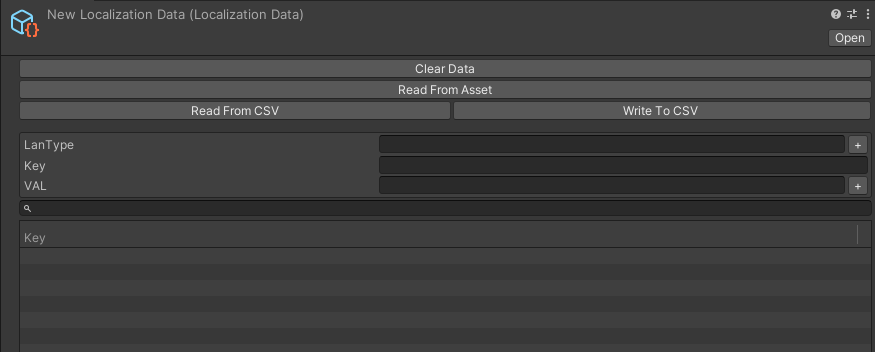 New Localization Data (Localization Data)
Open
Clear Data
Read From Asset
Read From CSV
Write To CSV
LanType
+
Key
VAL
+
Key